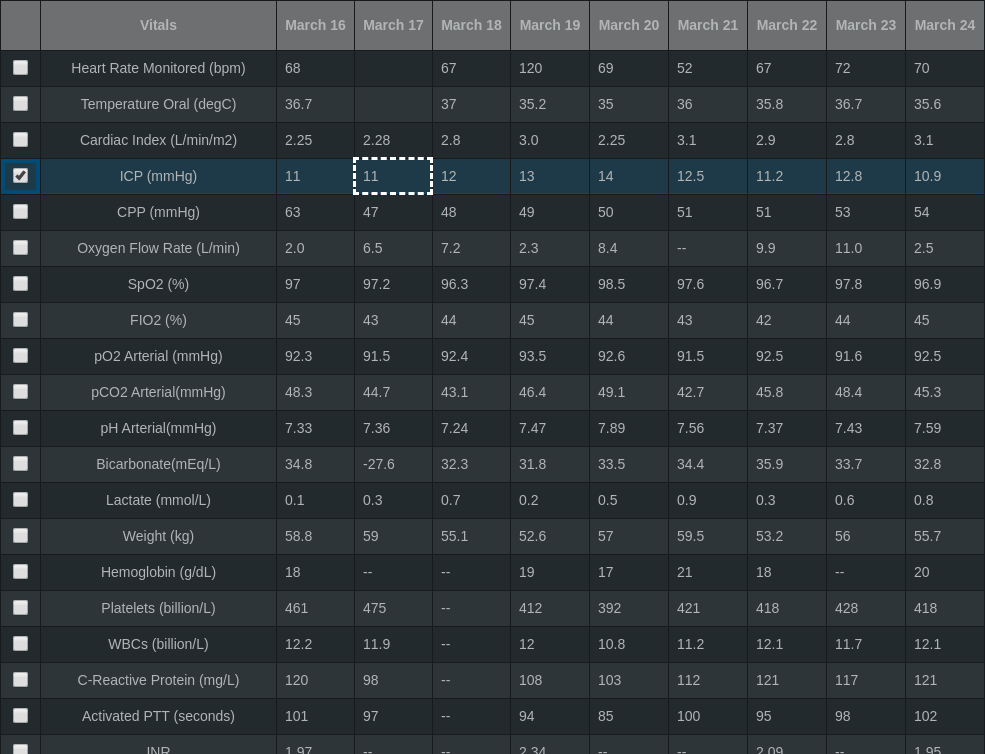 Vitals March 16 March 17 March 18 March 19 March 20 March 21 March 22 March 23 March 24
Heart Rate Monitored (bpm) 68 67 120 69 52 67 72 70
Temperature Oral (degC) 36.7 37 35.2 35 36 35.8 36.7 35.6
Cardiac Index (L/min/m2) 2.25 2.28 2.8 3.0 2.25 3.1 2.9 2.8 3.1
ICP (mmHg) 11 11 12 13 14 12.5 11.2 12.8 10.9
CPP (mmHg) 63 47 48 49 50 51 51 53 54
Oxygen Flow Rate (L/min) 2.0 6.5 7.2 2.3 8.4 -- 9.9 11.0 2.5
SpO2 (%) 97 97.2 96.3 97.4 98.5 97.6 96.7 97.8 96.9
FIO2 (%) 45 43 44 45 44 43 42 44 45
pO2 Arterial (mmHg) 92.3 91.5 92.4 93.5 92.6 91.5 92.5 91.6 92.5
pCO2 Arterial(mmHg) 48.3 44.7 43.1 46.4 49.1 42.7 45.8 48.4 45.3
pH Arterial(mmHg) 7.33 7.36 7.24 7.47 7.89 7.56 7.37 7.43 7.59
Bicarbonate(mEq/L) 34.8 -27.6 32.3 31.8 33.5 34.4 35.9 33.7 32.8
Lactate (mmol/L) 0.1 0.3 0.7 0.2 0.5 0.9 0.3 0.6 0.8
Weight (kg) 58.8 59 55.1 52.6 57 59.5 53.2 56 55.7
Hemoglobin (g/dL) 18 -- -- 19 17 21 18 -- 20
Platelets (billion/L) 461 475 -- 412 392 421 418 428 418
WBCs (billion/L) 12.2 11.9 -- 12 10.8 11.2 12.1 11.7 12.1
C-Reactive Protein (mg/L) 120 98 -- 108 103 112 121 117 121
Activated PTT (seconds) 101 97 -- 94 85 100 95 98 102
INR 1.97 -- -- 2.34 -- -- 2.09 -- 1.95